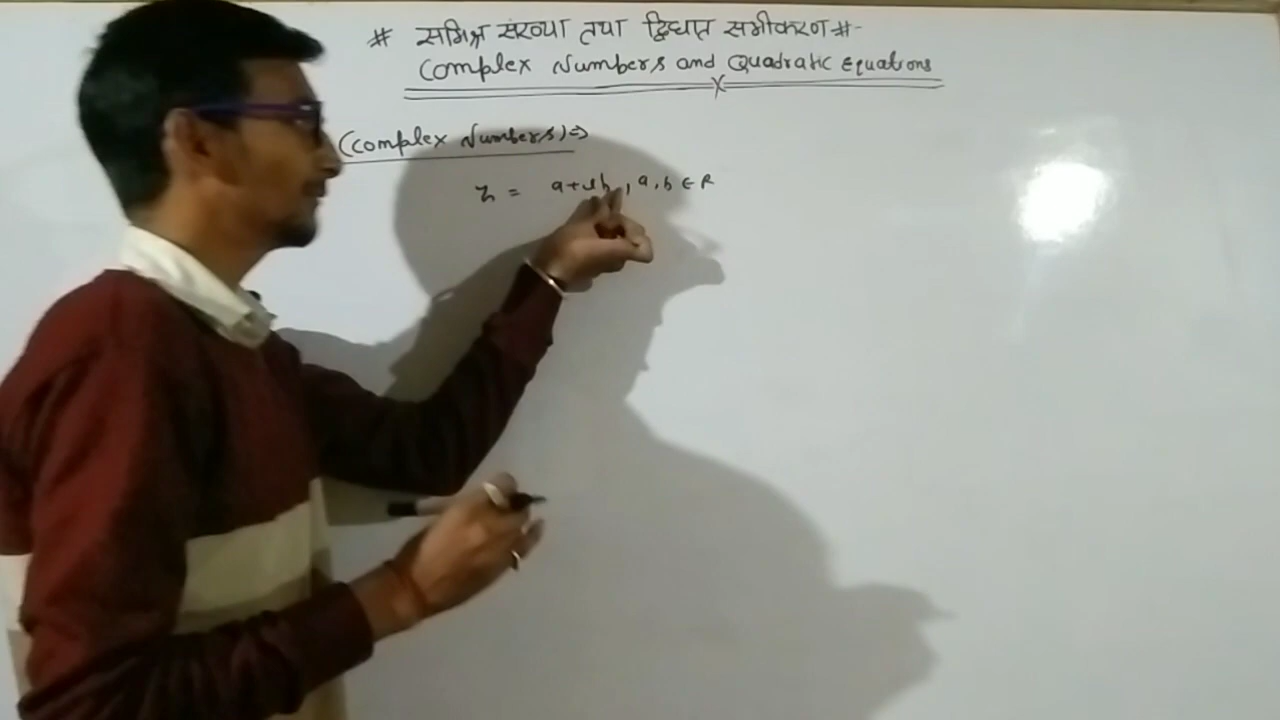 # समिश्र संख्या तथा द्विघात समीकरण #-
Complex Numbers and Quadratic Equations
(Complex Numbers) ⇒
z = a+ib, a,b ∈ R